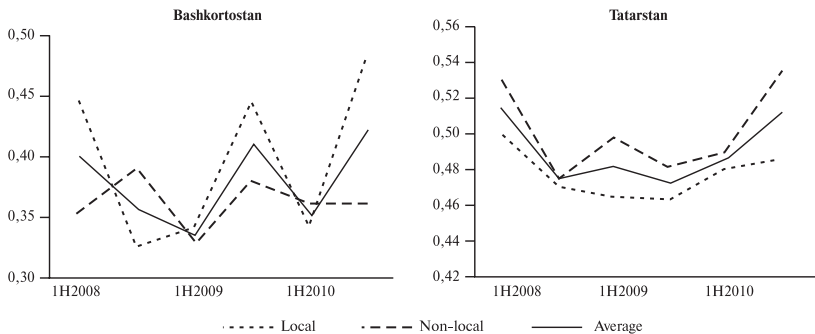 Bashkortostan
0,50
0,45
0,40
0,35
0,30
1H2008 1H2009 1H2010
Tatarstan
0,56
0,54
0,52
0,50
0,48
0,46
0,44
0,42
1H2008 1H2009 1H2010
Local Non-local Average